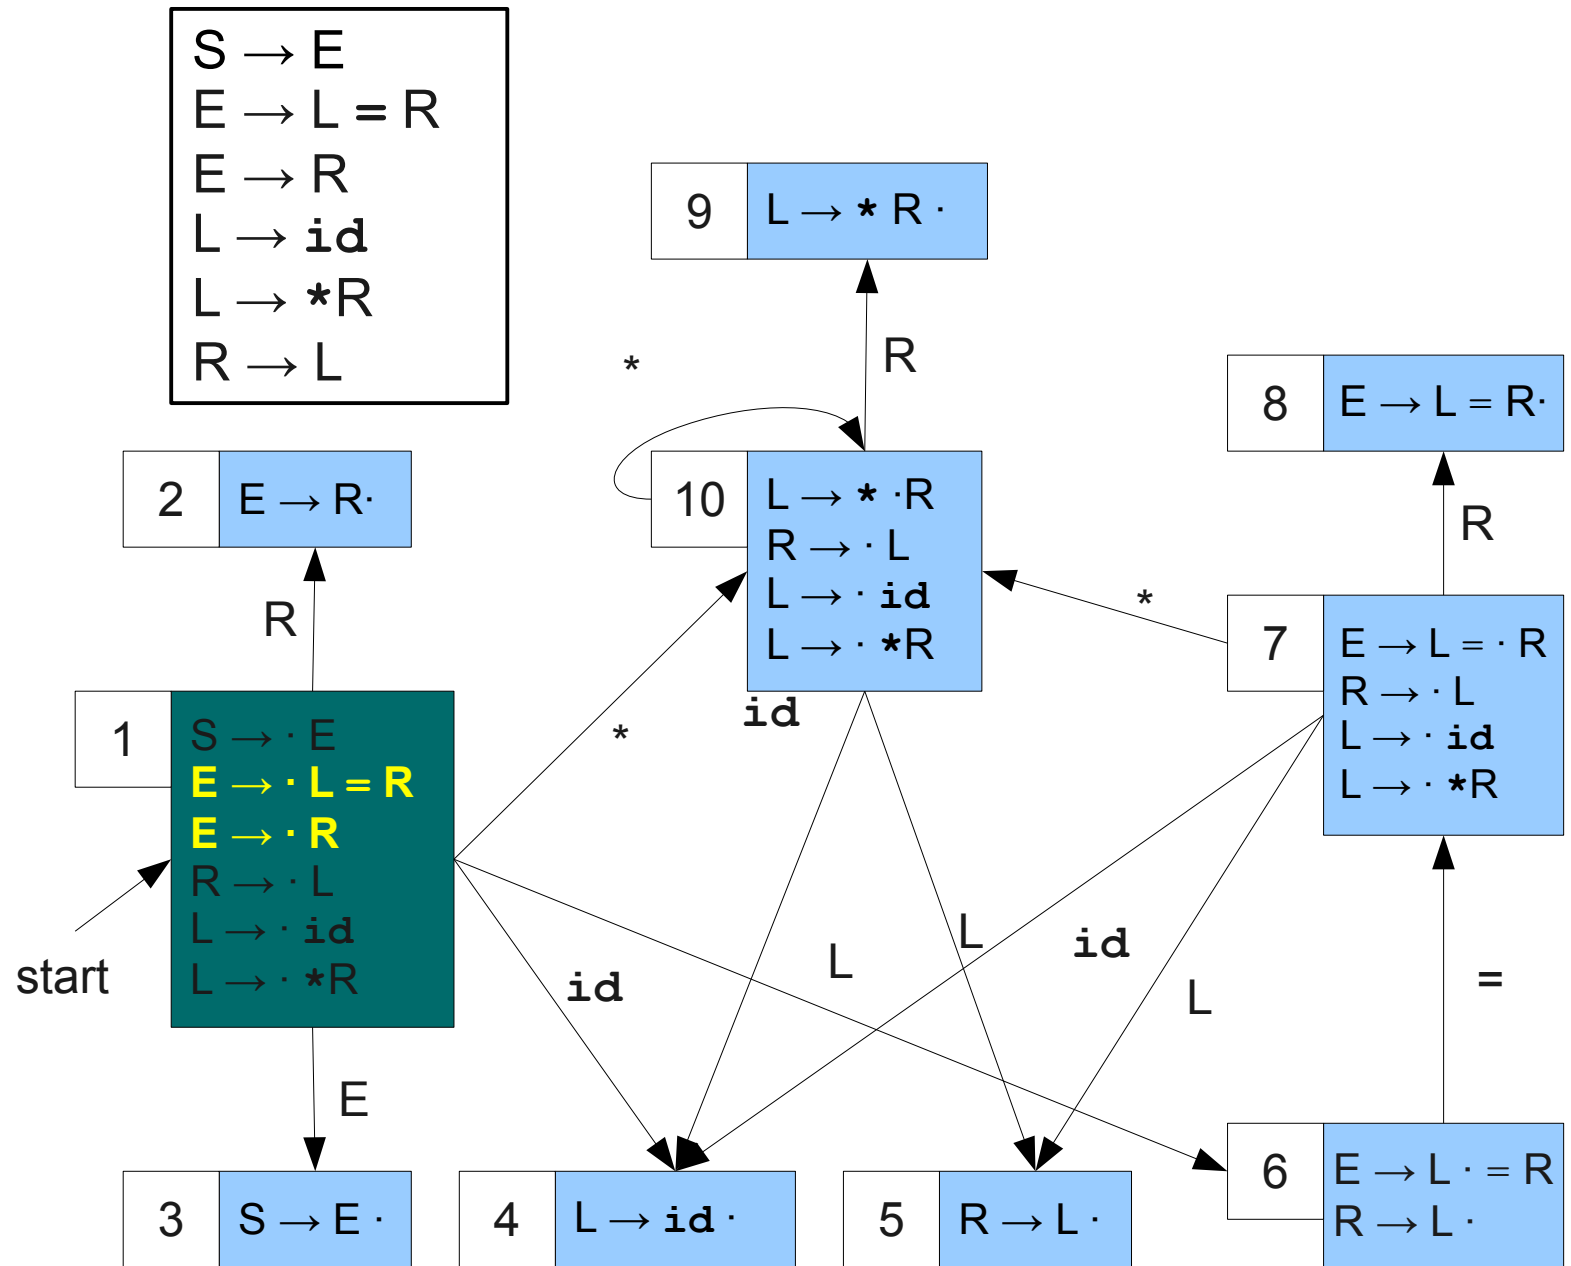 S → E
E → L = R
E → R
L → id
L → *R
R → L
9
L → * R ·
*
R
8
E → L = R·
2
E → R·
10
L → * ·R
R → · L
L → · id
L → · *R
R
R
*
7
E → L = · R
R → · L
L → · id
L → · *R
1
S → · E
E → · L = R
E → · R
R → · L
L → · id
L → · *R
*
id
start
id
L
L
id
L
=
E
3
S → E ·
4
L → id ·
5
R → L ·
6
E → L · = R
R → L ·